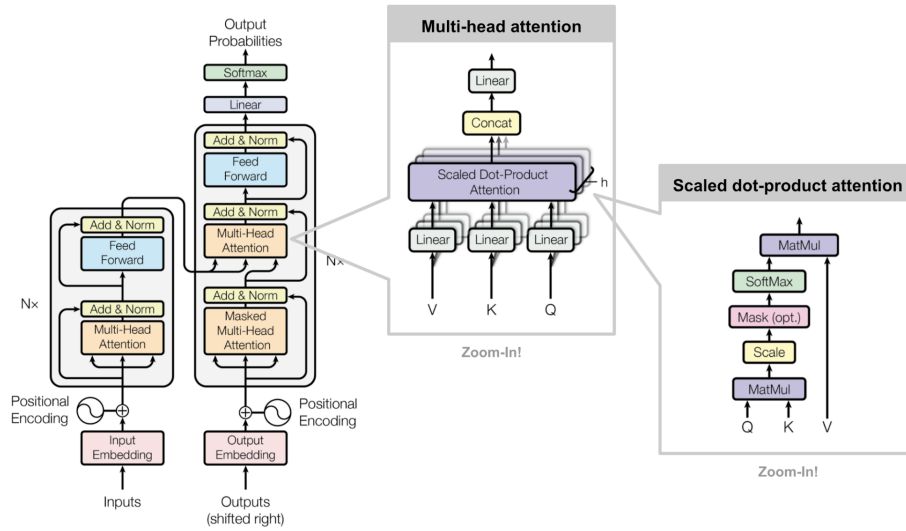 Output
Probabilities
Softmax
Linear
Add & Norm
Feed
Forward
Add & Norm
Multi-Head
Attention
Nx
Add & Norm
Masked
Multi-Head
Attention
Add & Norm
Feed
Forward
Nx
Add & Norm
Multi-Head
Attention
Positional
Encoding
Positional
Encoding
Input
Embedding
Output
Embedding
Inputs
Outputs
(shifted right)
Multi-head attention
Linear
Concat
Scaled Dot-Product
Attention
h
Linear Linear Linear
V K Q
Zoom-In!
Scaled dot-product attention
MatMul
SoftMax
Mask (opt.)
Scale
MatMul
Q K V
Zoom-In!